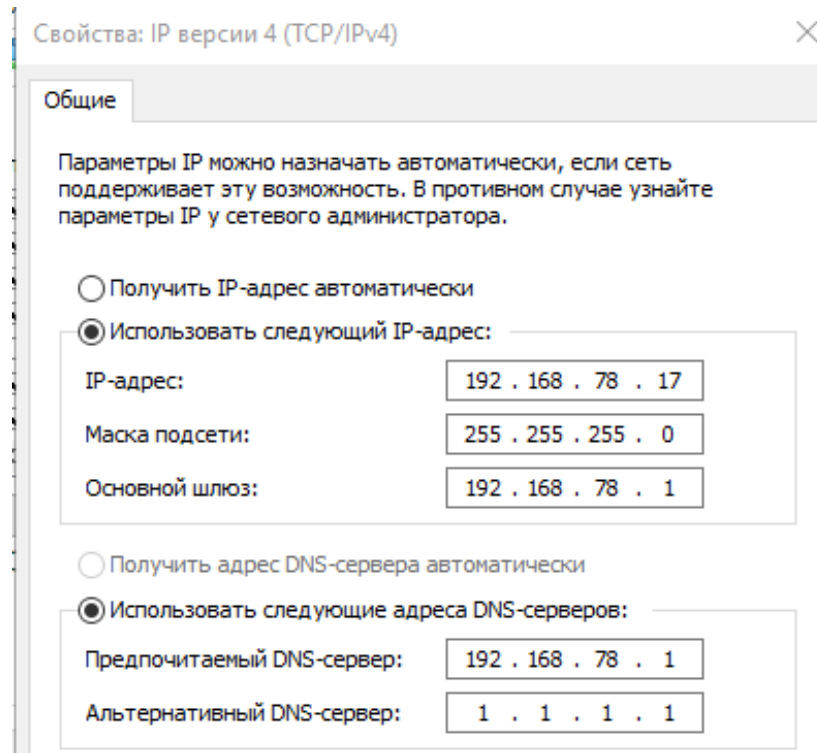 Свойства: IP версии 4 (TCP/IPv4)
Общие
Параметры IP можно назначать автоматически, если сеть
поддерживает эту возможность. В противном случае узнайте
параметры IP у сетевого администратора.
Получить IP-адрес автоматически
Использовать следующий IP-адрес:
IP-адрес: 192 . 168 . 78 . 17
Маска подсети: 255 . 255 . 255 . 0
Основной шлюз: 192 . 168 . 78 . 1
Получить адрес DNS-сервера автоматически
Использовать следующие адреса DNS-серверов:
Предпочитаемый DNS-сервер: 192 . 168 . 78 . 1
Альтернативный DNS-сервер: 1 . 1 . 1 . 1